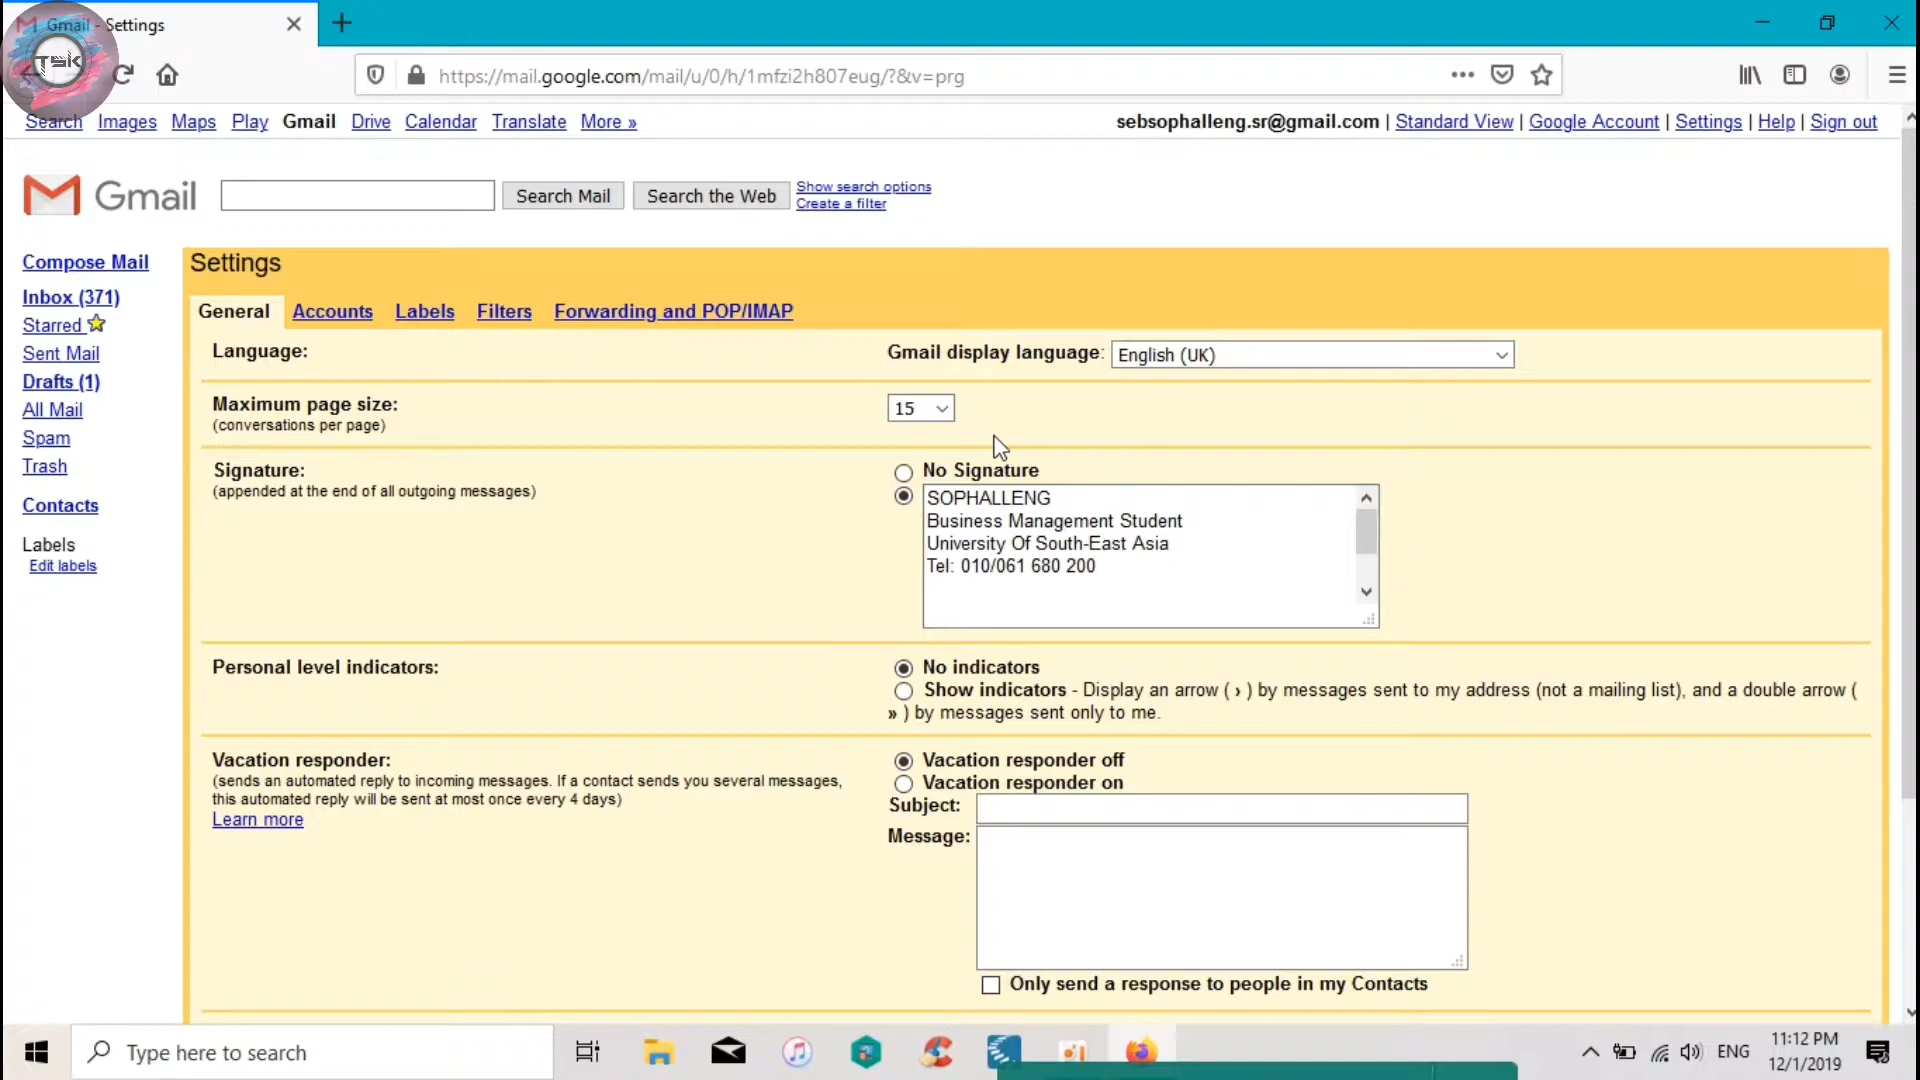 Gmail - Settings
TSK
https://mail.google.com/mail/u/0/h/1mfzi2h807eug/?&v=prg
Search Images Maps Play Gmail Drive Calendar Translate More »
sebsophalleng.sr@gmail.com | Standard View | Google Account | Settings | Help | Sign out
Gmail
Search Mail
Search the Web
Show search options
Create a filter
Compose Mail
Inbox (371)
Starred
Sent Mail
Drafts (1)
All Mail
Spam
Trash
Contacts
Labels
Edit labels
Settings
General Accounts Labels Filters Forwarding and POP/IMAP
Language:
Gmail display language: English (UK)
Maximum page size:
(conversations per page)
15
Signature:
(appended at the end of all outgoing messages)
No Signature
SOPHALLENG
Business Management Student
University Of South-East Asia
Tel: 010/061 680 200
Personal level indicators:
No indicators
Show indicators - Display an arrow ( › ) by messages sent to my address (not a mailing list), and a double arrow (
» ) by messages sent only to me.
Vacation responder:
(sends an automated reply to incoming messages. If a contact sends you several messages,
this automated reply will be sent at most once every 4 days)
Learn more
Vacation responder off
Vacation responder on
Subject:
Message:
Only send a response to people in my Contacts
Type here to search
ENG
11:12 PM
12/1/2019